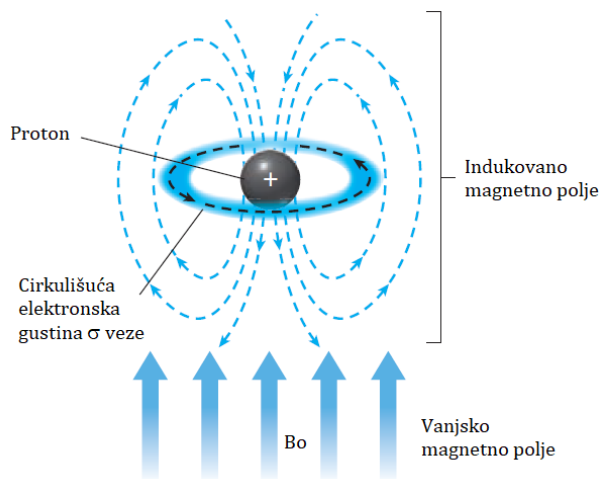 Proton
+
Indukovano
magnetno polje
Cirkulišuća
elektronska
gustina σ veze
Bo
Vanjsko
magnetno polje